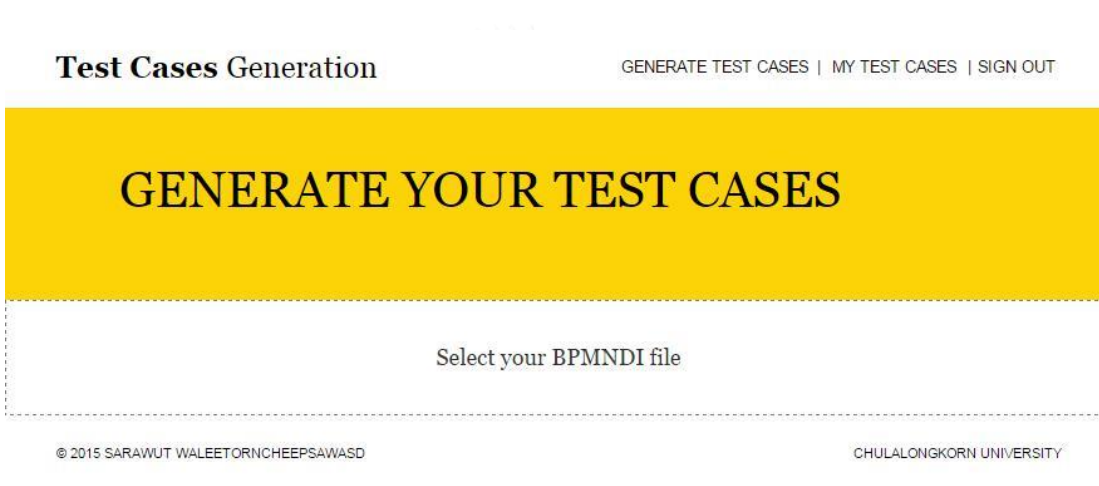 Test Cases Generation
GENERATE TEST CASES | MY TEST CASES | SIGN OUT
GENERATE YOUR TEST CASES
Select your BPMNDI file
© 2015 SARAWUT WALEETORNCHEEPSAWASD
CHULALONGKORN UNIVERSITY